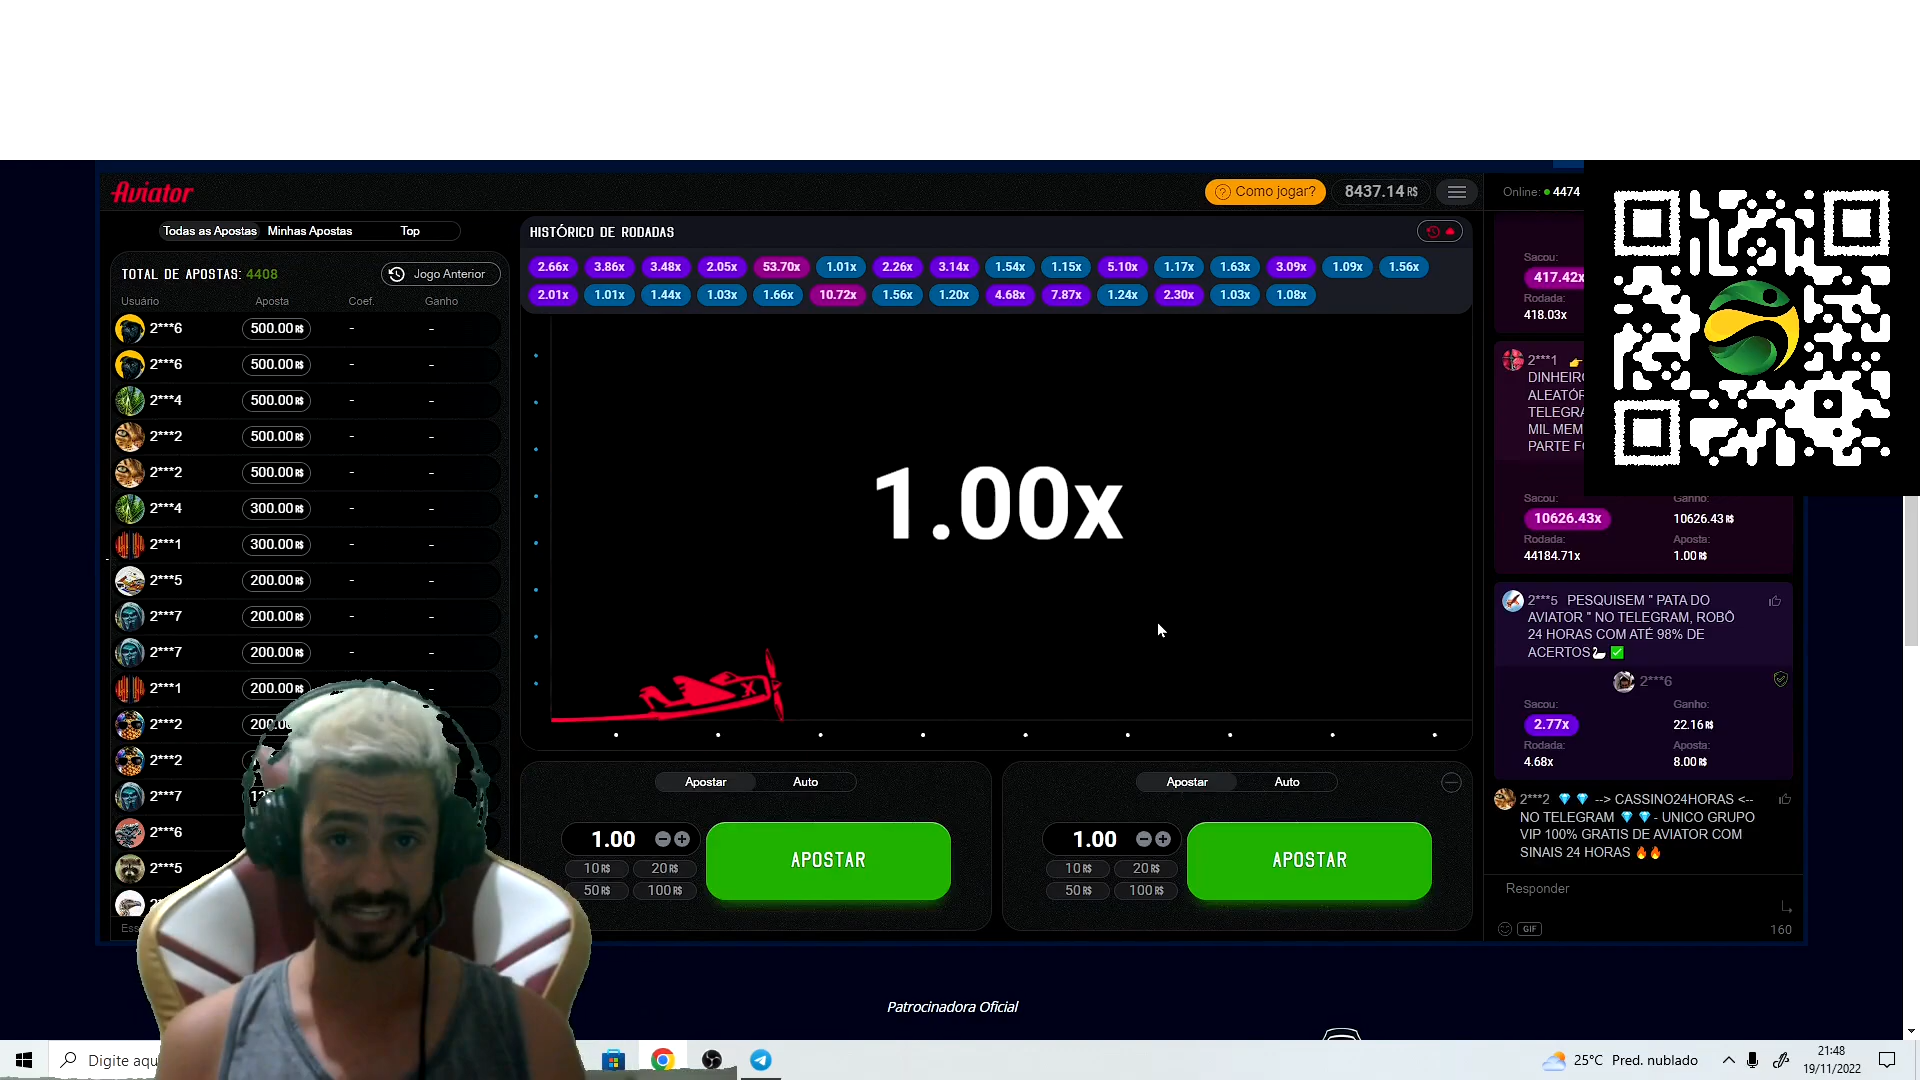 Aviator
Como jogar?
8437.14 R$
Online: 4474
Todas as Apostas
Minhas Apostas
Top
HISTÓRICO DE RODADAS
TOTAL DE APOSTAS: 4408
Jogo Anterior
2.66x 3.86x 3.48x 2.05x 53.70x 1.01x 2.26x 3.14x 1.54x 1.15x 5.10x 1.17x 1.63x 3.09x 1.09x 1.56x
2.01x 1.01x 1.44x 1.03x 1.66x 10.72x 1.56x 1.20x 4.68x 7.87x 1.24x 2.30x 1.03x 1.08x
Usuário Aposta Coef. Ganho
2***6 500.00 R$ - -
2***6 500.00 R$ - -
2***4 500.00 R$ - -
2***2 500.00 R$ - -
2***2 500.00 R$ - -
2***4 300.00 R$ - -
2***1 300.00 R$ - -
2***5 200.00 R$ - -
2***7 200.00 R$ - -
2***7 200.00 R$ - -
2***1 200.00 R$ -
2***2
2***2
2***7
2***6
2***5
1.00x
X
Apostar Auto
1.00
10 R$ 20 R$
50 R$ 100 R$
APOSTAR
Apostar Auto
1.00
10 R$ 20 R$
50 R$ 100 R$
APOSTAR
Sacou:
417.42x
Rodada:
418.03x
2***1
ALEATÓR
TELEGRA
MIL MEM
Sacou: Ganho:
10626.43x 10626.43 R$
Rodada: Aposta:
44184.71x 1.00 R$
2***5 PESQUISEM " PATA DO
AVIATOR " NO TELEGRAM, ROBÔ
24 HORAS COM ATÉ 98% DE
ACERTOS🦢 ✅
2***6
Sacou: Ganho:
2.77x 22.16 R$
Rodada: Aposta:
4.68x 8.00 R$
2***2 💎 💎 --> CASSINO24HORAS <--
NO TELEGRAM 💎 💎 - UNICO GRUPO
VIP 100% GRATIS DE AVIATOR COM
SINAIS 24 HORAS 🔥🔥
Responder
GIF
160
Patrocinadora Oficial
Digite aqu
25°C Pred. nublado
21:48
19/11/2022